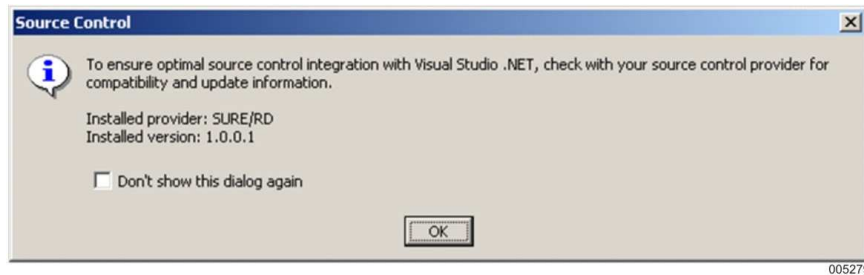 Source Control
To ensure optimal source control integration with Visual Studio .NET, check with your source control provider for
compatibility and update information.
Installed provider: SURE/RD
Installed version: 1.0.0.1
Don't show this dialog again
OK